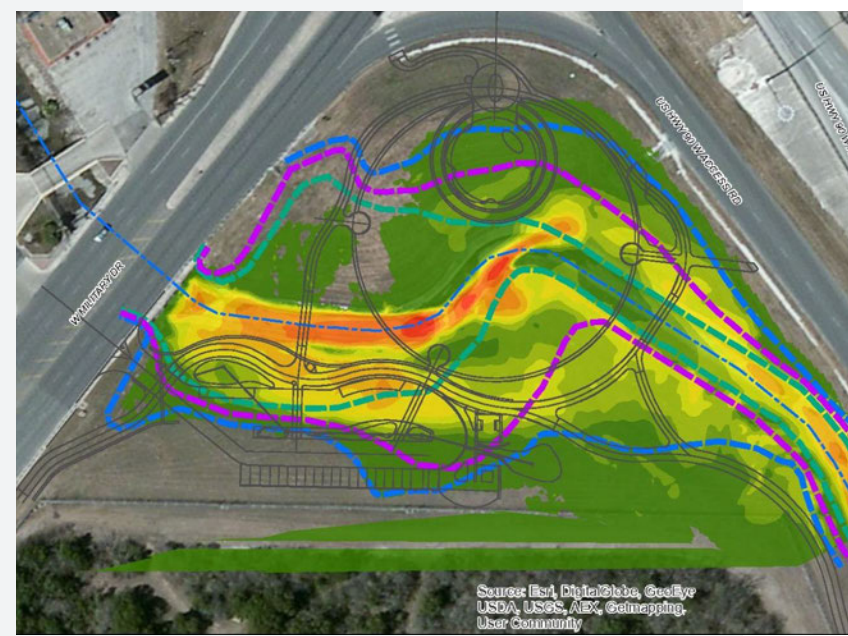 W MILITARY DR
US HWY 90 W ACCESS RD
US HWY 90 W
Source: Esri, DigitalGlobe, GeoEye
USDA, USGS, AEX, Getmapping,
User Community